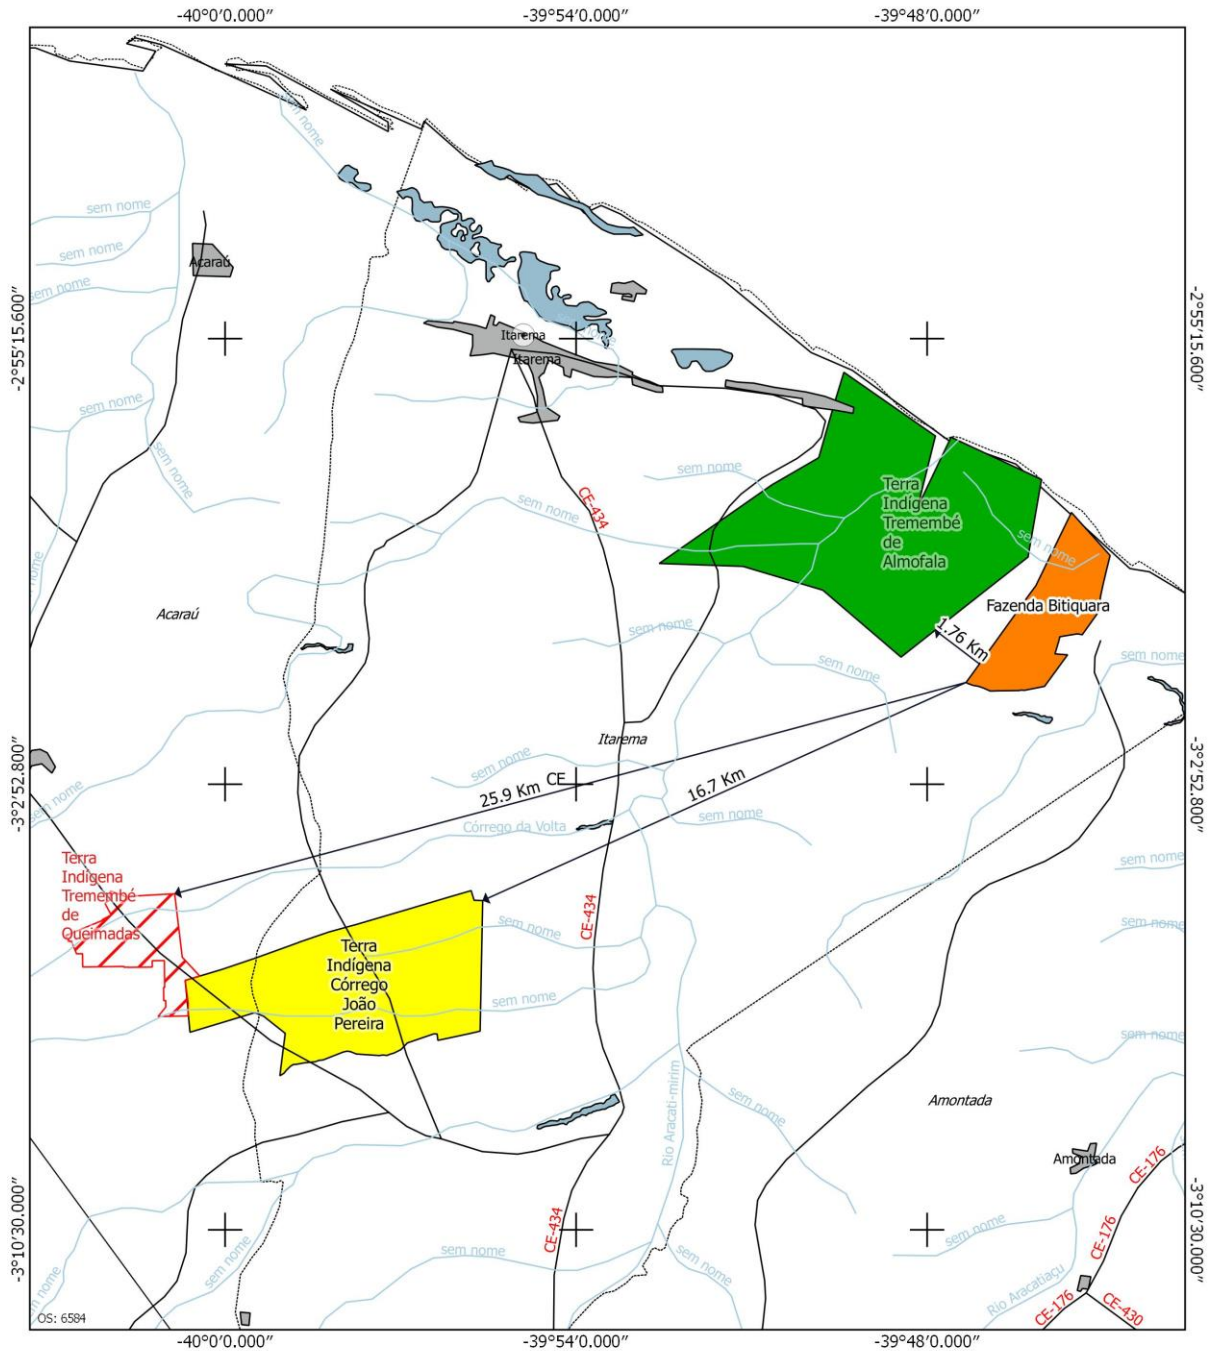 -40°0′0.000″
-39°54′0.000″
-39°48′0.000″
sem nome
sem nome
Acaraú
sem nome
sem nome
-2°55′15.600″
-2°55′15.600″
Itarema
Itarema
sem nome
sem nome
sem nome
sem nome
CE-434
Terra
Indígena
Tremembé
de
Almofala
sem nome
nome
Acaraú
Fazenda Bitiquara
1.76 Km
sem nome
sem nome
sem nome
Itarema
sem nome
CE
25.9 Km
16.7 Km
-3°2′52.800″
-3°2′52.800″
sem nome
Córrego da Volta
sem nome
sem nome
Terra
Indígena
Tremembé
de
Queimadas
CE-434
sem nome
sem nome
Terra
Indígena
Córrego
João
Pereira
sem nome
sem nome
Rio Aracati-mirim
sem nome
Amontada
Amontada
CE-176
-3°10′30.000″
-3°10′30.000″
CE-434
sem nome
sem nome
sem nome
sem nome
CE-176
Rio Aracatiaçu
sem nome
CE-176
CE-430
OS: 6584
-40°0′0.000″
-39°54′0.000″
-39°48′0.000″